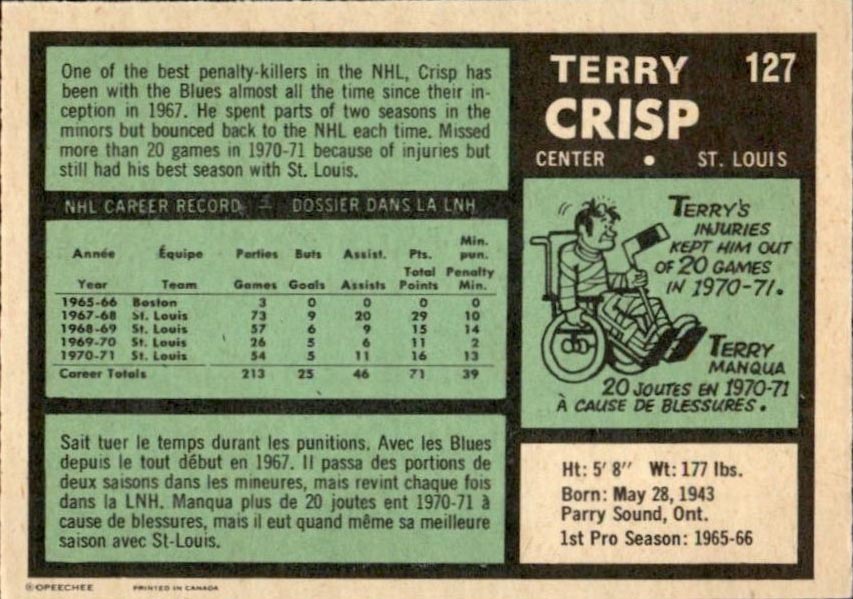 One of the best penalty-killers in the NHL, Crisp has
been with the Blues almost all the time since their in-
ception in 1967. He spent parts of two seasons in the
minors but bounced back to the NHL each time. Missed
more than 20 games in 1970-71 because of injuries but
still had his best season with St. Louis.
TERRY 127
CRISP
CENTER • ST. LOUIS
NHL CAREER RECORD — DOSSIER DANS LA LNH
Année Équipe Parties Buts Assist. Pts. Min. pun.
Year Team Games Goals Assists Total Points Penalty Min.
1965-66 Boston 3 0 0 0 0
1967-68 St. Louis 73 9 20 29 10
1968-69 St. Louis 57 6 9 15 14
1969-70 St. Louis 26 5 6 11 2
1970-71 St. Louis 54 5 11 16 13
Career Totals 213 25 46 71 39
TERRY'S
INJURIES
KEPT HIM OUT
OF 20 GAMES
IN 1970-71.
TERRY
MANQUA
20 JOUTES EN 1970-71
À CAUSE DE BLESSURES.
Sait tuer le temps durant les punitions. Avec les Blues
depuis le tout début en 1967. Il passa des portions de
deux saisons dans les mineures, mais revint chaque fois
dans la LNH. Manqua plus de 20 joutes ent 1970-71 à
cause de blessures, mais il eut quand même sa meilleure
saison avec St-Louis.
Ht: 5' 8" Wt: 177 lbs.
Born: May 28, 1943
Parry Sound, Ont.
1st Pro Season: 1965-66
©OPEECHEE PRINTED IN CANADA